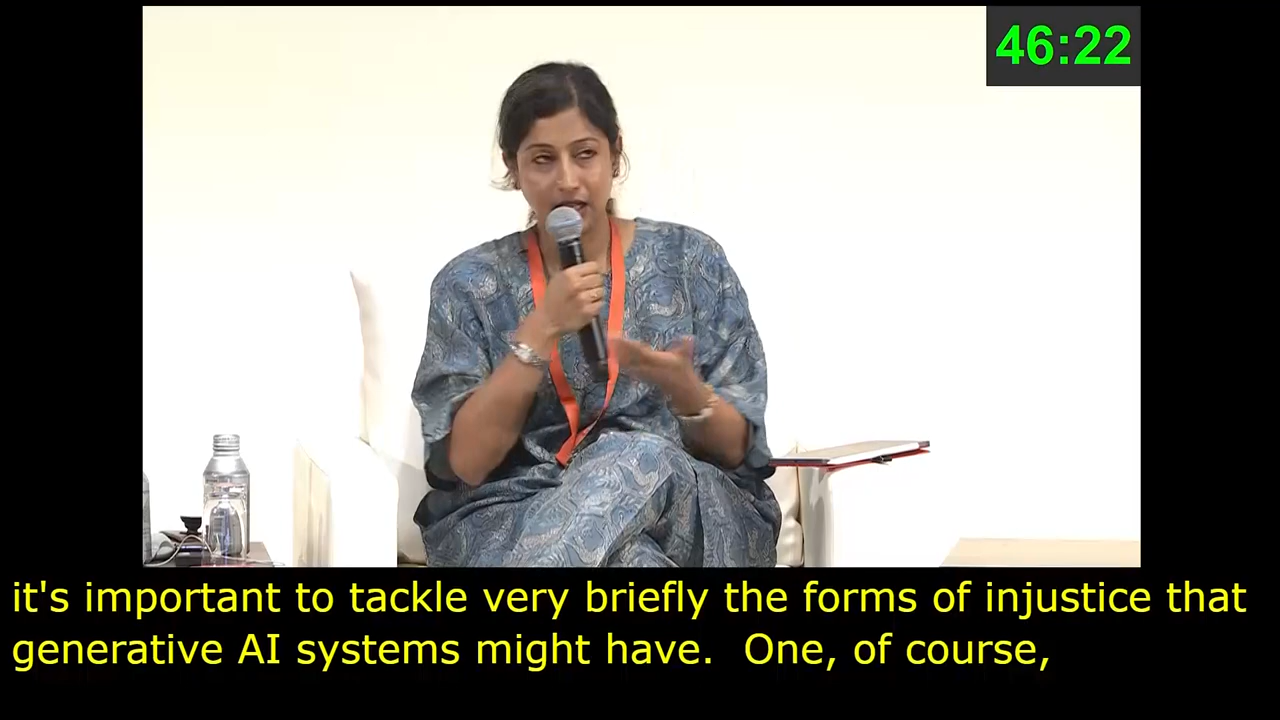 46:22
it's important to tackle very briefly the forms of injustice that
generative AI systems might have.  One, of course,